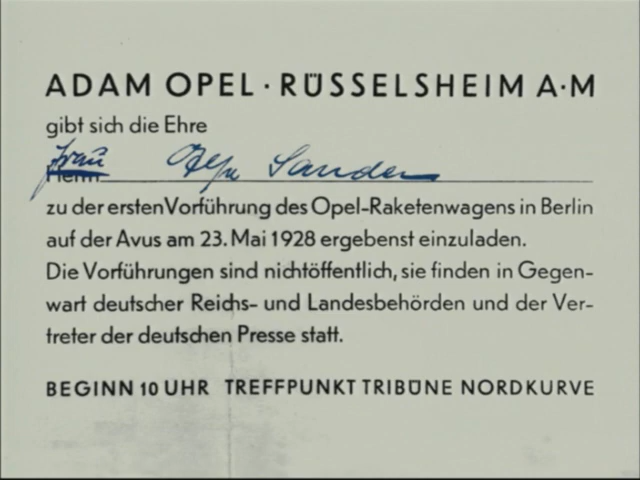 ADAM OPEL · RÜSSELSHEIM A·M
gibt sich die Ehre
Frau
Herrn Sander
zu der ersten Vorführung des Opel-Raketenwagens in Berlin
auf der Avus am 23. Mai 1928 ergebenst einzuladen.
Die Vorführungen sind nichtöffentlich, sie finden in Gegen-
wart deutscher Reichs- und Landesbehörden und der Ver-
treter der deutschen Presse statt.
BEGINN 10 UHR TREFFPUNKT TRIBÜNE NORDKURVE